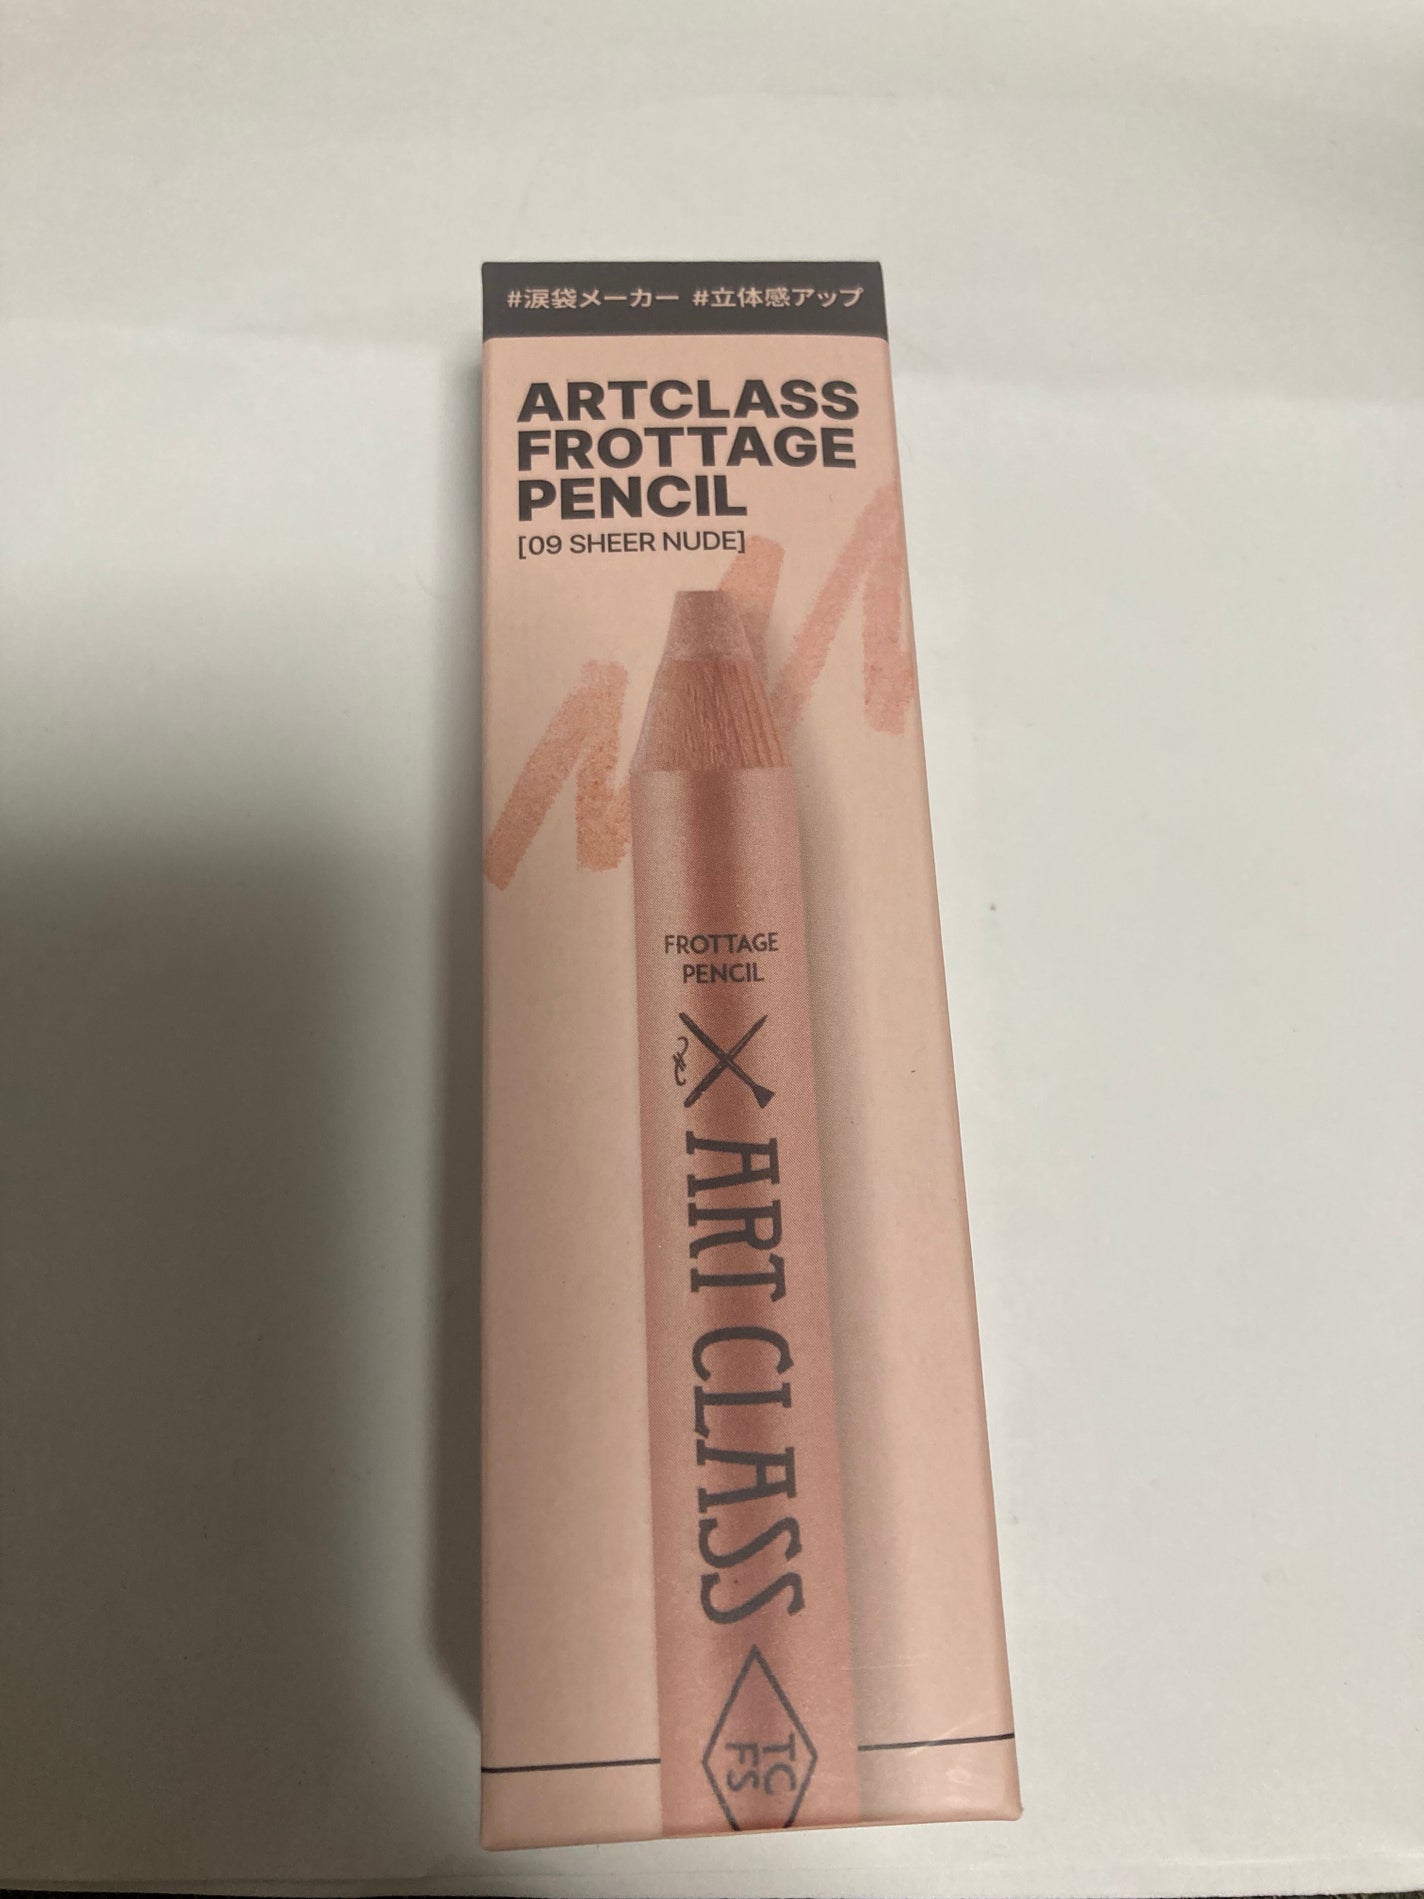 #涙袋メーカー #立体感アップ
ARTCLASS
FROTTAGE
PENCIL
[09 SHEER NUDE]
FROTTAGE
PENCIL
ART CLASS
TC
FS